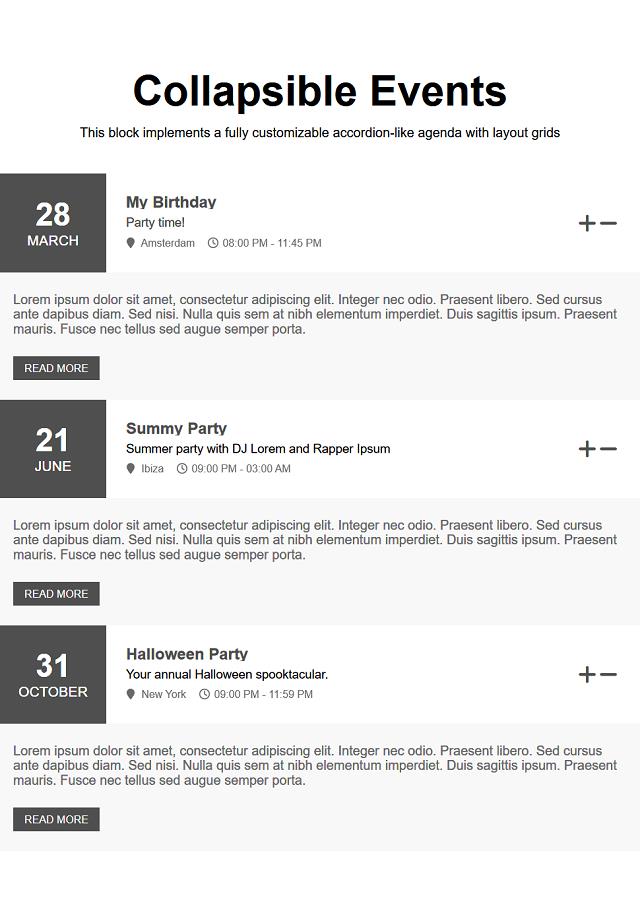 Collapsible Events
This block implements a fully customizable accordion-like agenda with layout grids
28
MARCH
My Birthday
Party time!
Amsterdam 08:00 PM - 11:45 PM
Lorem ipsum dolor sit amet, consectetur adipiscing elit. Integer nec odio. Praesent libero. Sed cursus
ante dapibus diam. Sed nisi. Nulla quis sem at nibh elementum imperdiet. Duis sagittis ipsum. Praesent
mauris. Fusce nec tellus sed augue semper porta.
READ MORE
21
JUNE
Summy Party
Summer party with DJ Lorem and Rapper Ipsum
Ibiza 09:00 PM - 03:00 AM
Lorem ipsum dolor sit amet, consectetur adipiscing elit. Integer nec odio. Praesent libero. Sed cursus
ante dapibus diam. Sed nisi. Nulla quis sem at nibh elementum imperdiet. Duis sagittis ipsum. Praesent
mauris. Fusce nec tellus sed augue semper porta.
READ MORE
31
OCTOBER
Halloween Party
Your annual Halloween spooktacular.
New York 09:00 PM - 11:59 PM
Lorem ipsum dolor sit amet, consectetur adipiscing elit. Integer nec odio. Praesent libero. Sed cursus
ante dapibus diam. Sed nisi. Nulla quis sem at nibh elementum imperdiet. Duis sagittis ipsum. Praesent
mauris. Fusce nec tellus sed augue semper porta.
READ MORE